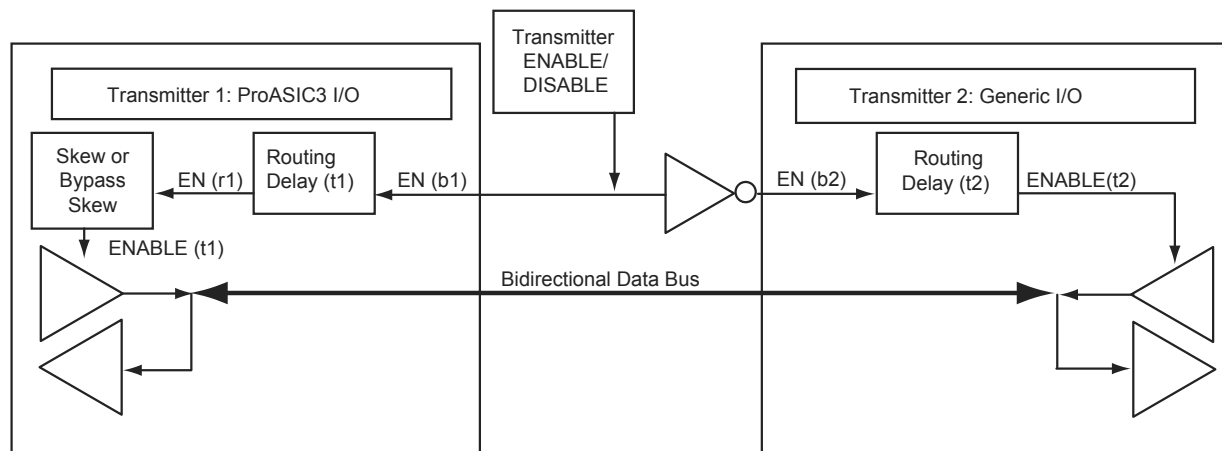 Transmitter
ENABLE/
DISABLE
Transmitter 1: ProASIC3 I/O
Transmitter 2: Generic I/O
Skew or
Bypass
Skew
EN (r1)
Routing
Delay (t1)
EN (b1)
EN (b2)
Routing
Delay (t2)
ENABLE(t2)
ENABLE (t1)
Bidirectional Data Bus